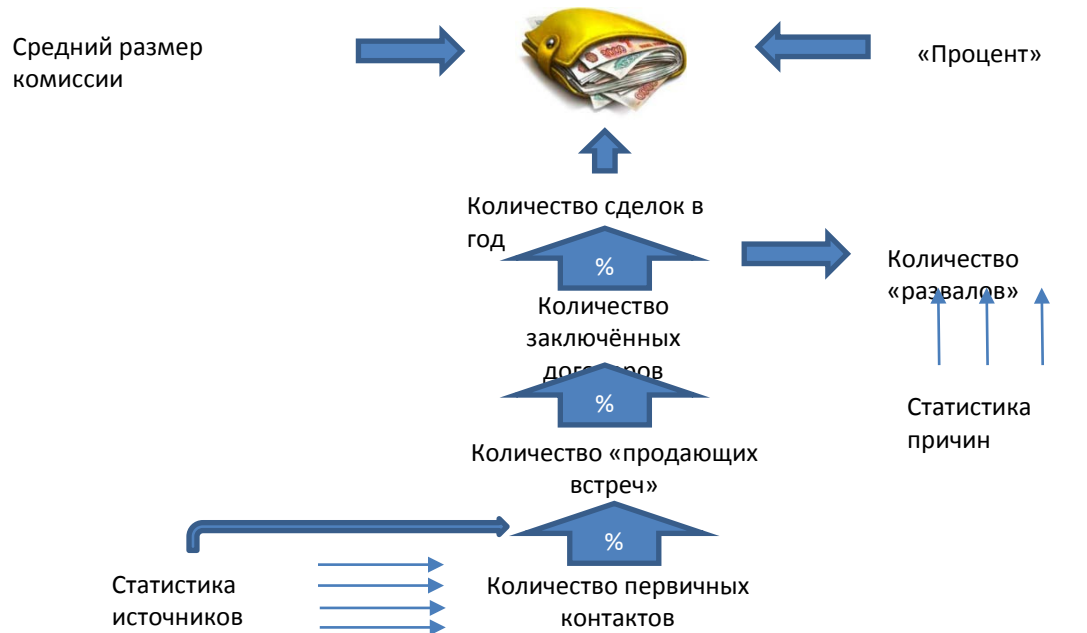 Средний размер
комиссии
«Процент»
Количество сделок в
год
%
Количество
«развалов»
Количество
заключённых
договоров
%
Статистика
причин
Количество «продающих
встреч»
%
Статистика
источников
Количество первичных
контактов